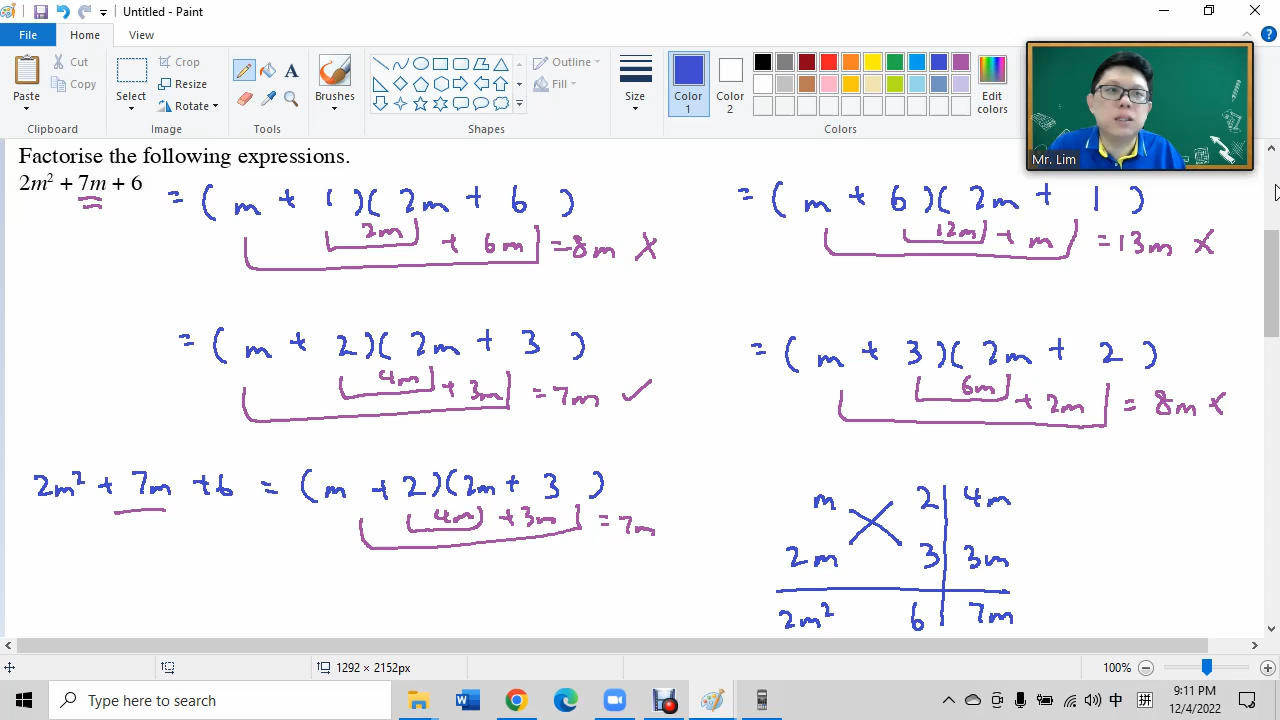 Untitled - Paint
File Home View
Paste Cut Copy
Clipboard
Select Crop Resize Rotate
Image
A
Tools
Brushes
Outline Fill
Shapes
Size
Color 1
Color 2
Edit colors
Colors
Mr. Lim
Factorise the following expressions.
2m² + 7m + 6
= (m + 1)(2m + 6)
2m + 6m = 8m ✗
= (m + 6)(2m + 1)
12m + m = 13m ✗
= (m + 2)(2m + 3)
4m + 3m = 7m ✓
= (m + 3)(2m + 2)
6m + 2m = 8m ✗
2m² + 7m + 6 = (m + 2)(2m + 3)
4m + 3m = 7m
m 2 4m
2m 3 3m
2m² 6 7m
1292 × 2152px
100%
Type here to search
中 拼
9:11 PM
12/4/2022